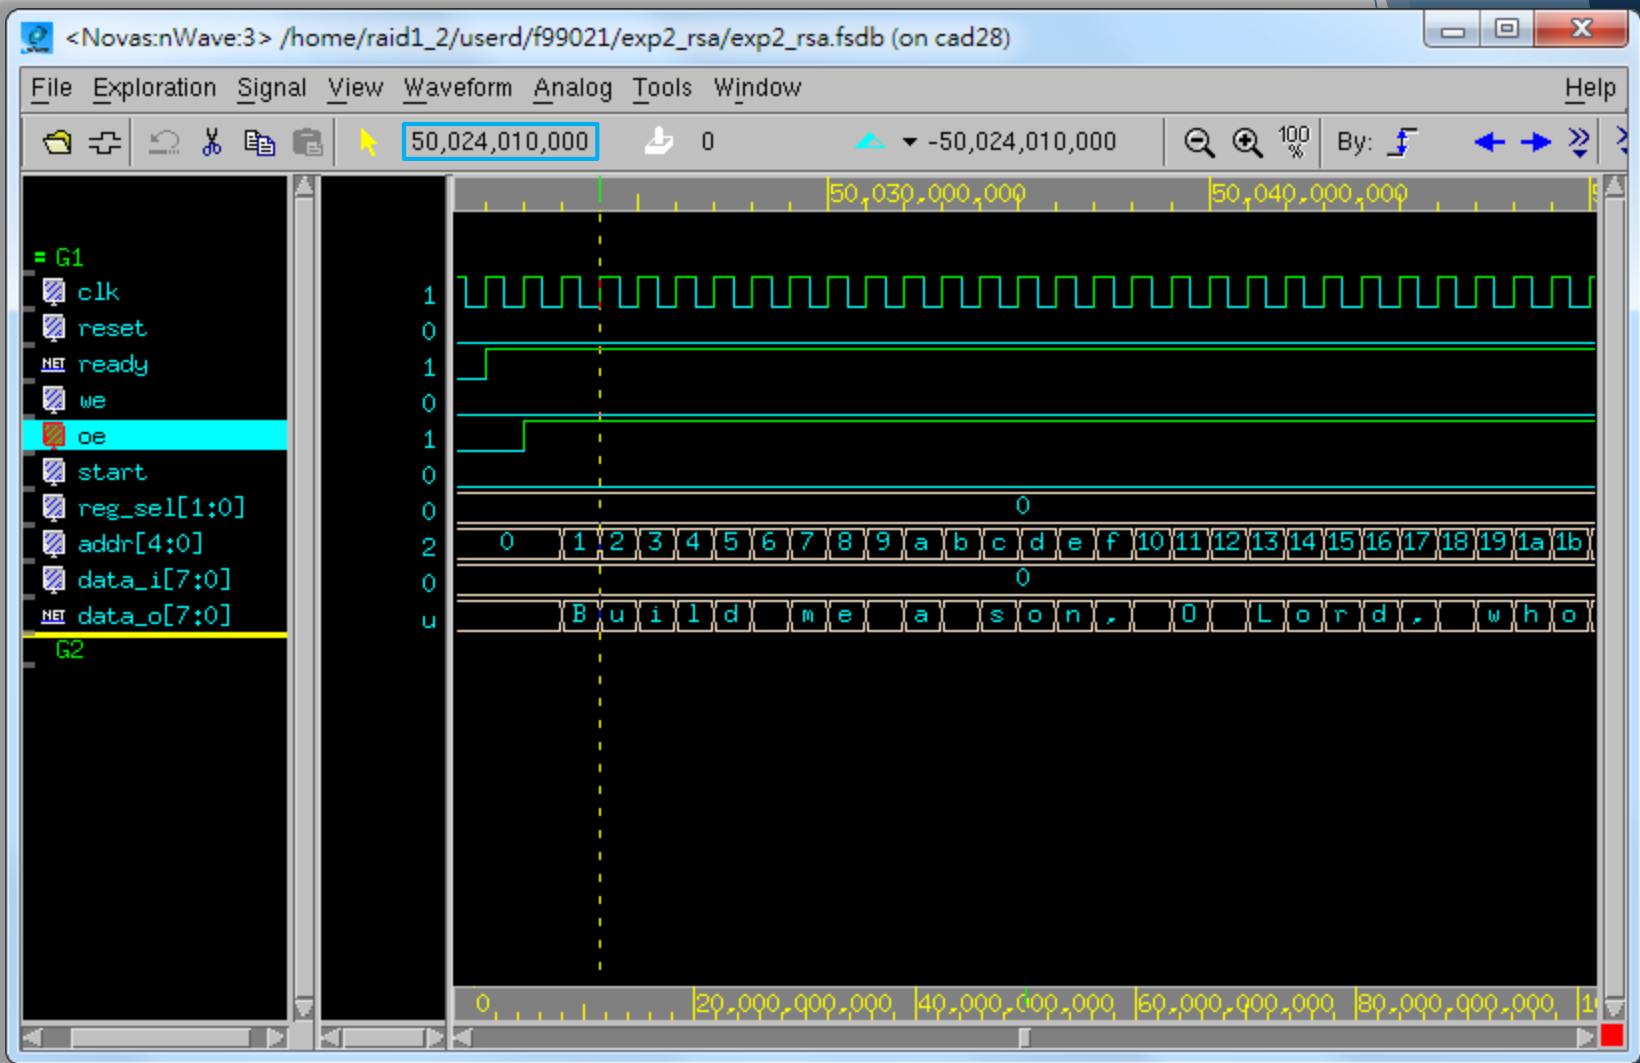 <Novas:nWave:3> /home/raid1_2/userd/f99021/exp2_rsa/exp2_rsa.fsdb (on cad28)
File Exploration Signal View Waveform Analog Tools Window Help
50,024,010,000 0 -50,024,010,000 100 % By:
50,030,000,000 50,040,000,000
= G1
clk 1
reset 0
NET ready 1
we 0
oe 1
start 0
reg_sel[1:0] 0 0
addr[4:0] 2 0 1 2 3 4 5 6 7 8 9 a b c d e f 10 11 12 13 14 15 16 17 18 19 1a 1b
data_i[7:0] 0 0
NET data_o[7:0] u B u i l d m e a s o n , O L o r d , w h o
G2
0 20,000,000,000 40,000,000,000 60,000,000,000 80,000,000,000